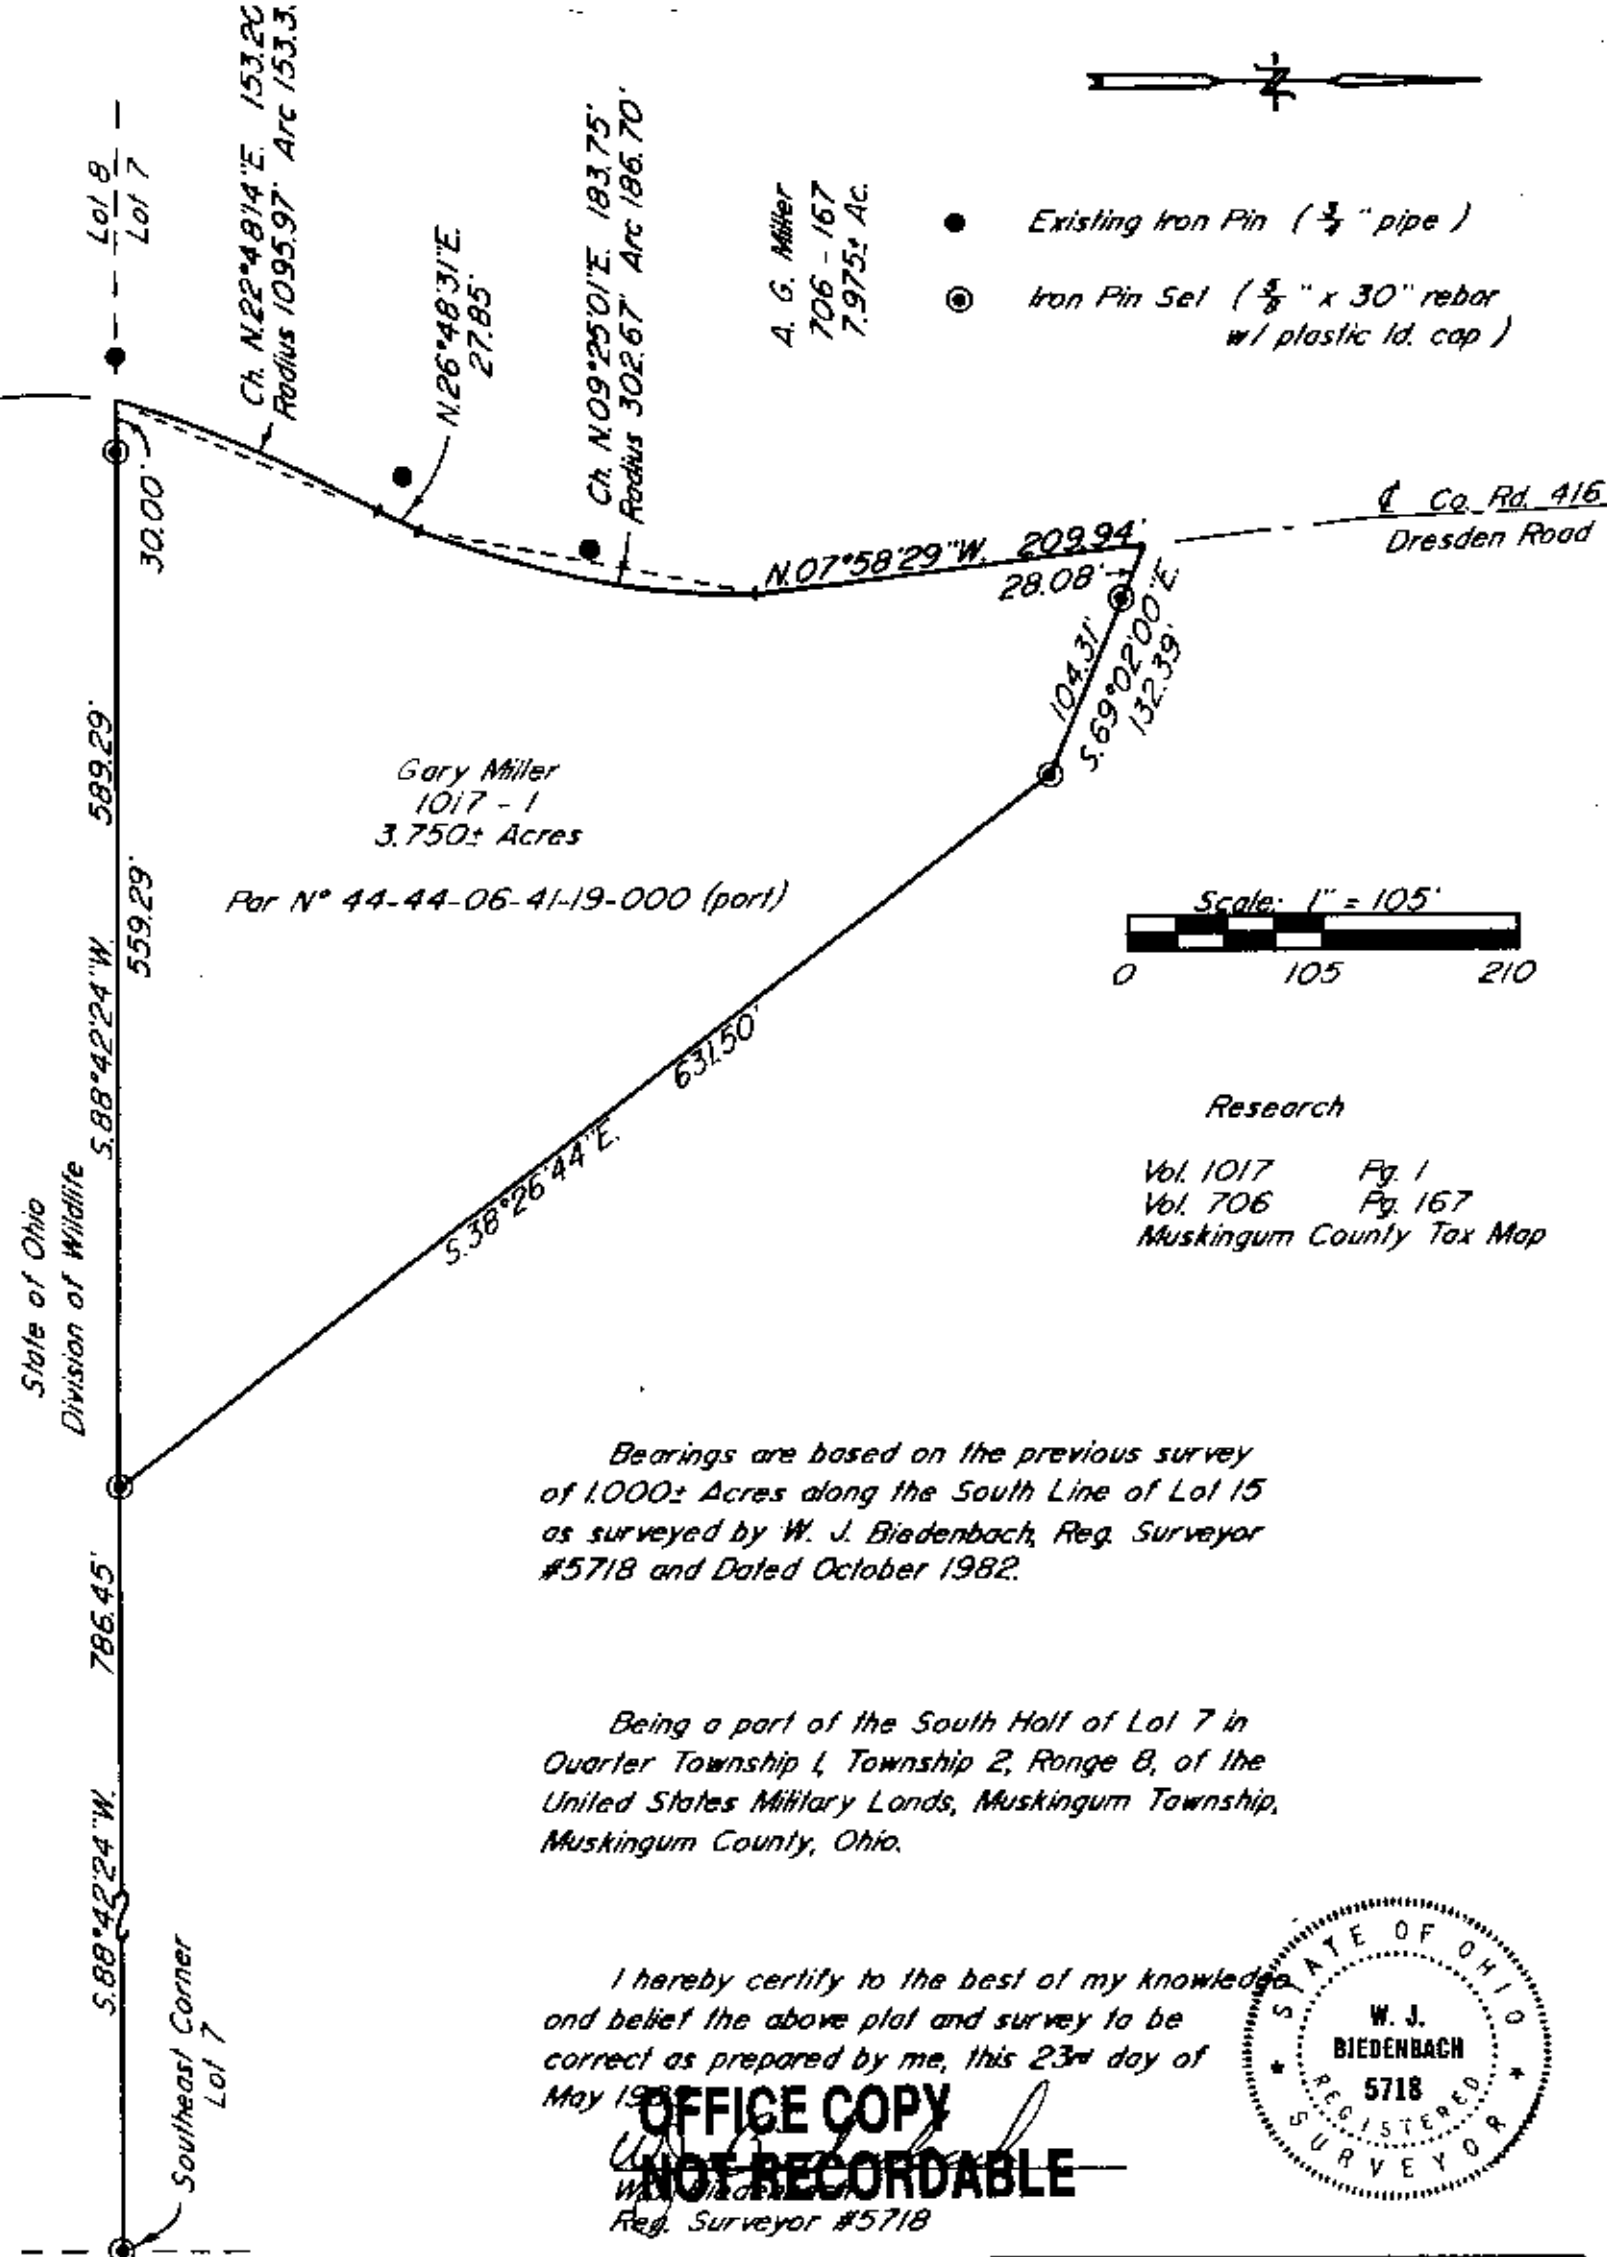 Lot 8
Lot 7
Ch. N.22°48'14"E. 153.20
Radius 1095.97' Arc 153.3
N.26°48'31"E.
27.85'
Ch. N.09°25'01"E. 183.75'
Radius 302.67' Arc 186.70'
A. G. Miller
706 - 167
7.975± Ac.
N
Existing Iron Pin ( 3/4 " pipe )
Iron Pin Set ( 5/8 " x 30" rebar
w/ plastic Id. cap )
30.00'
N.07°58'29"W. 209.94'
28.08'
℄ Co. Rd. 416
Dresden Road
104.31'
S.69°02'00"E.
132.39'
589.29'
S.88°42'24"W.
559.29'
Gary Miller
1017 - 1
3.750± Acres
Par N° 44-44-06-41-19-000 (part)
Scale: 1" = 105'
0 105 210
631.50'
S.38°26'44"E.
Research
Vol. 1017 Pg. 1
Vol. 706 Pg. 167
Muskingum County Tax Map
State of Ohio
Division of Wildlife
Bearings are based on the previous survey
of 1.000± Acres along the South Line of Lot 15
as surveyed by W. J. Biedenbach, Reg. Surveyor
#5718 and Dated October 1982.
786.45'
S.88°42'24"W.
Being a part of the South Half of Lot 7 in
Quarter Township 1, Township 2, Range 8, of the
United States Military Lands, Muskingum Township,
Muskingum County, Ohio.
Southeast Corner
Lot 7
I hereby certify to the best of my knowledge
and belief the above plat and survey to be
correct as prepared by me, this 23rd day of
May
OFFICE COPY
NOT RECORDABLE
Reg. Surveyor #5718
STATE OF OHIO
W. J.
BIEDENBACH
5718
REGISTERED
SURVEYOR